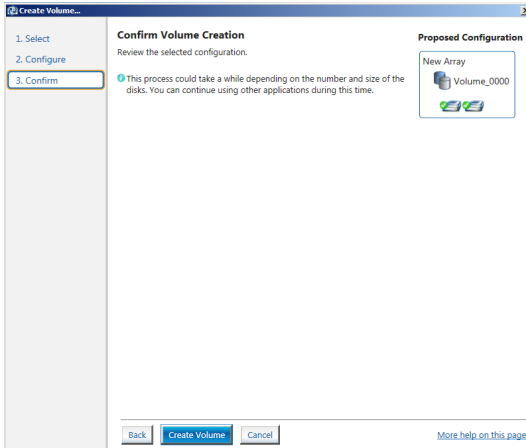 Create Volume...
1. Select
2. Configure
3. Confirm
Confirm Volume Creation
Review the selected configuration.
This process could take a while depending on the number and size of the
disks. You can continue using other applications during this time.
Proposed Configuration
New Array
Volume_0000
Back
Create Volume
Cancel
More help on this page